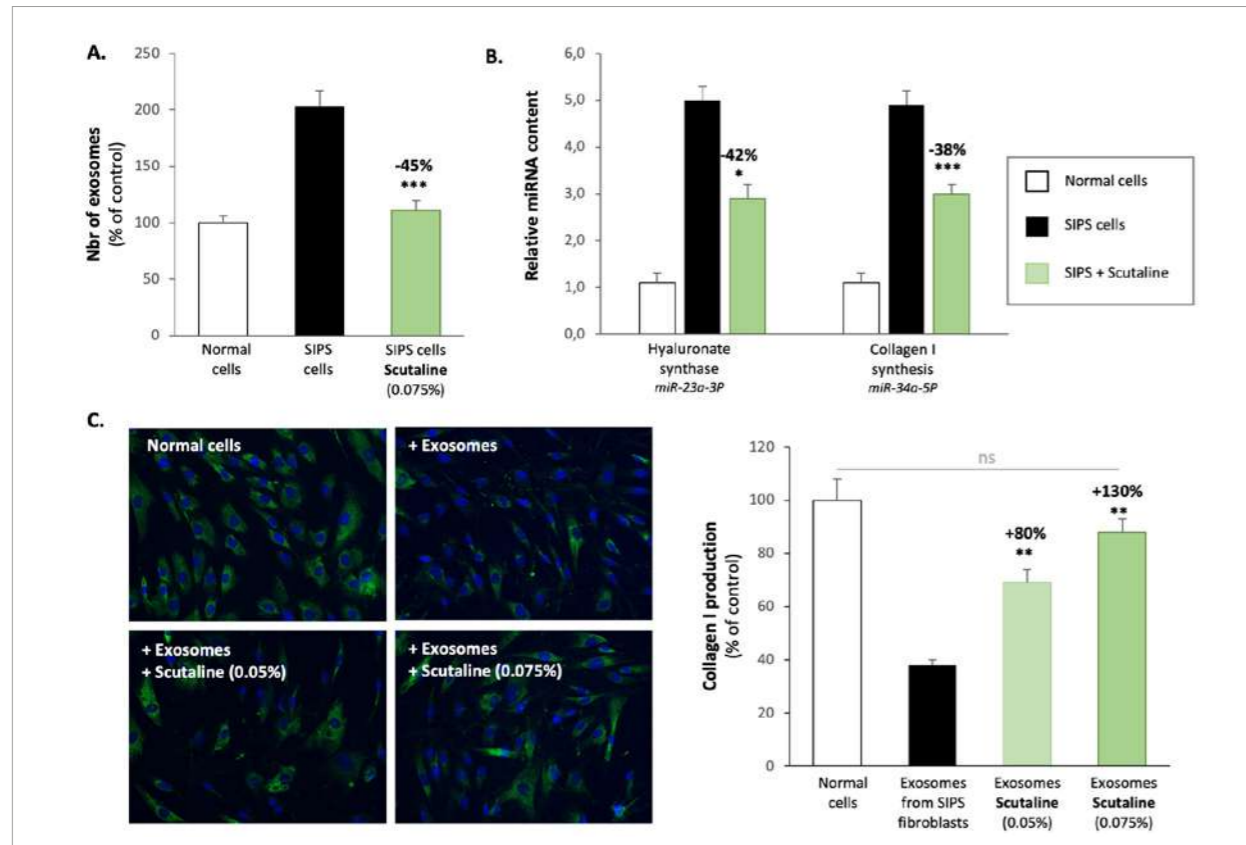 A.
Nbr of exosomes
(% of control)
250
200
150
100
50
0
-45%
***
Normal
cells
SIPS
cells
SIPS cells
Scutaline
(0.075%)
B.
Relative miRNA content
6,0
5,0
4,0
3,0
2,0
1,0
0,0
-42%
*
-38%
***
Hyaluronate
synthase
miR-23a-3P
Collagen I
synthesis
miR-34a-5P
Normal cells
SIPS cells
SIPS + Scutaline
C.
Normal cells
+ Exosomes
+ Exosomes
+ Scutaline (0.05%)
+ Exosomes
+ Scutaline (0.075%)
Collagen I production
(% of control)
120
100
80
60
40
20
0
ns
+80%
**
+130%
**
Normal
cells
Exosomes
from SIPS
fibroblasts
Exosomes
Scutaline
(0.05%)
Exosomes
Scutaline
(0.075%)